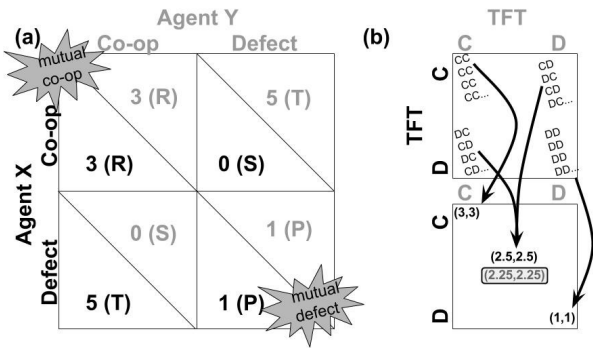 (a)
Agent Y
Co-op Defect
mutual
co-op
Agent X
Co-op
Defect
3 (R)
3 (R)
5 (T)
0 (S)
0 (S)
5 (T)
1 (P)
1 (P)
mutual
defect
(b)
TFT
C D
TFT
C
D
CC
CC
CC
CC...
CD
DC
CD
DC...
DC
CD
DC
CD...
DD
DD
DD
DD...
C D
C
D
(3,3)
(2.5,2.5)
(2.25,2.25)
(1,1)